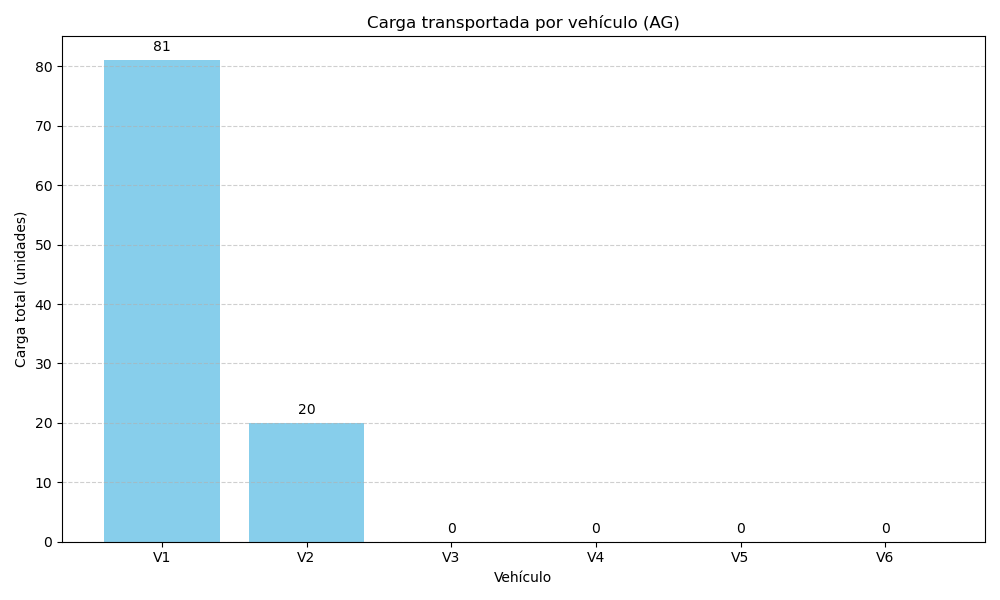 Carga transportada por vehículo (AG)
Carga total (unidades)
80
70
60
50
40
30
20
10
0
81
20
0
0
0
0
V1
V2
V3
V4
V5
V6
Vehículo